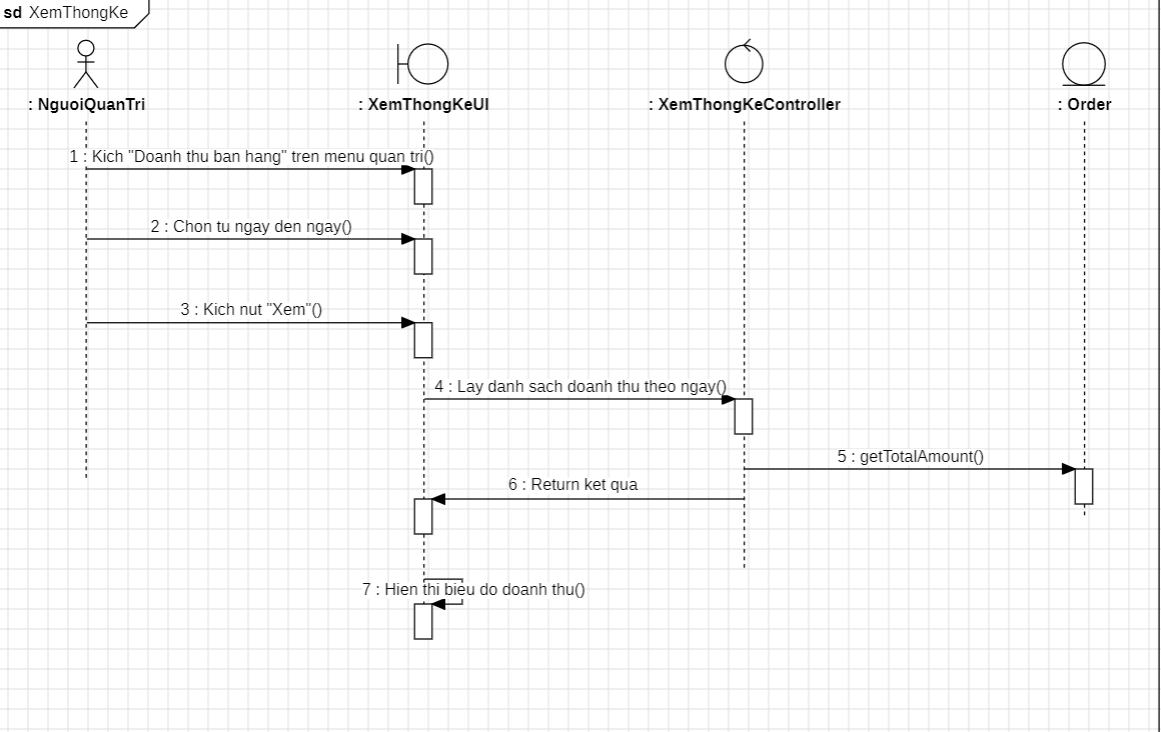 sd XemThongKe
: NguoiQuanTri
: XemThongKeUI
: XemThongKeController
: Order
1 : Kich "Doanh thu ban hang" tren menu quan tri()
2 : Chon tu ngay den ngay()
3 : Kich nut "Xem"()
4 : Lay danh sach doanh thu theo ngay()
5 : getTotalAmount()
6 : Return ket qua
7 : Hien thi bieu do doanh thu()